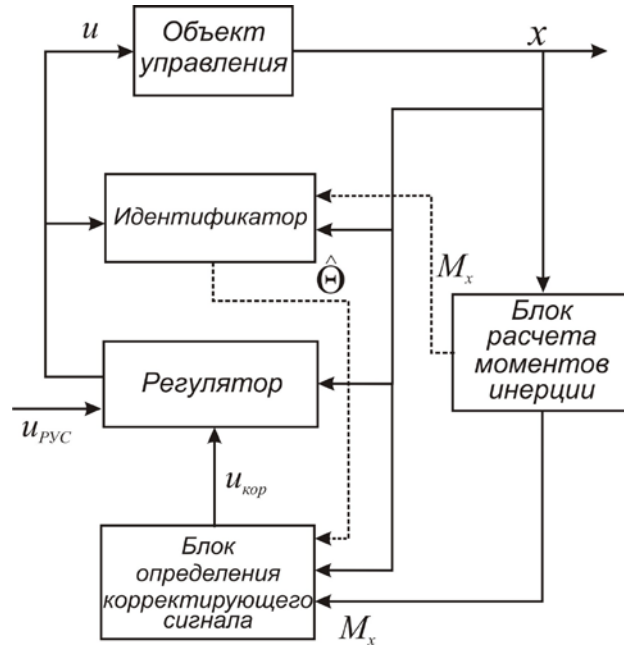 u
Объект
управления
x
Идентификатор
Θ̂
M_x
Блок
расчета
моментов
инерции
Регулятор
u_РУС
u_кор
Блок
определения
корректирующего
сигнала
M_x